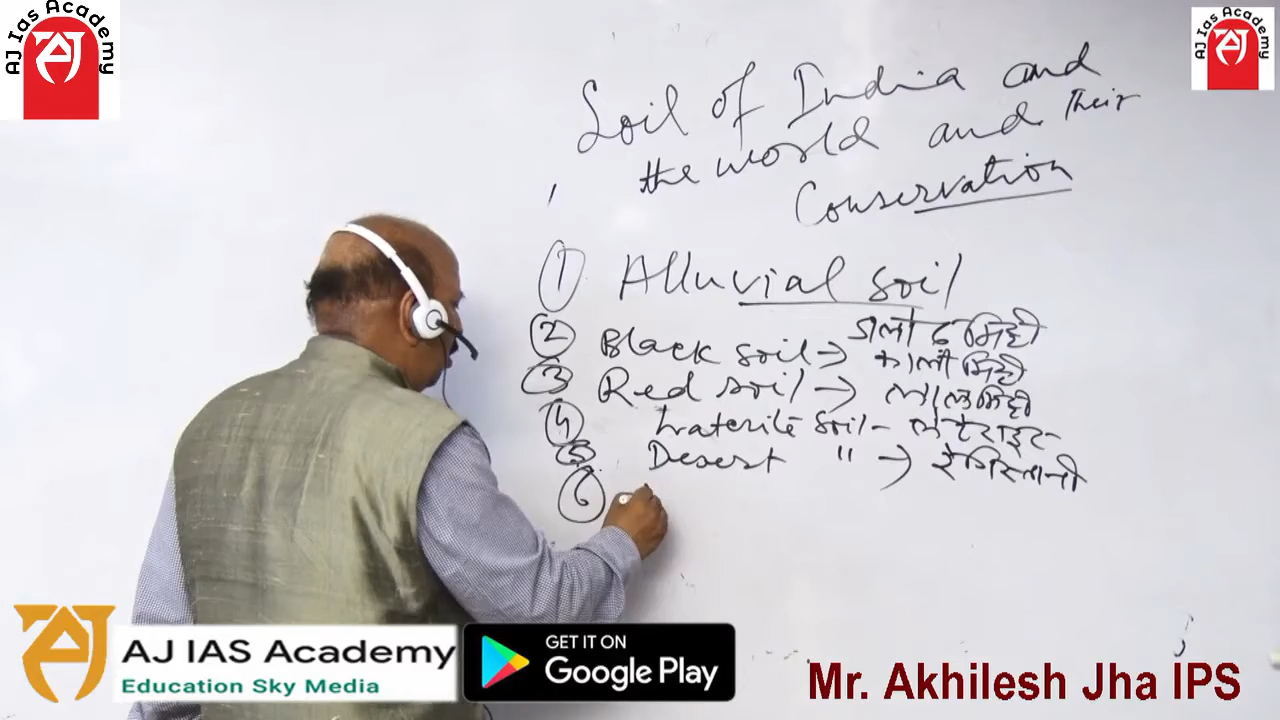 AJ Ias Academy
AJ Ias Academy
Soil of India and
the world and their
Conservation
① Alluvial soil
जलोढ़ मिट्टी
② Black soil → काली मिट्टी
③ Red soil → लाल मिट्टी
④ Laterite Soil - लेटेराइट
⑤ Desert " → रेगिस्तानी
⑥
AJ IAS Academy
Education Sky Media
GET IT ON
Google Play
Mr. Akhilesh Jha IPS